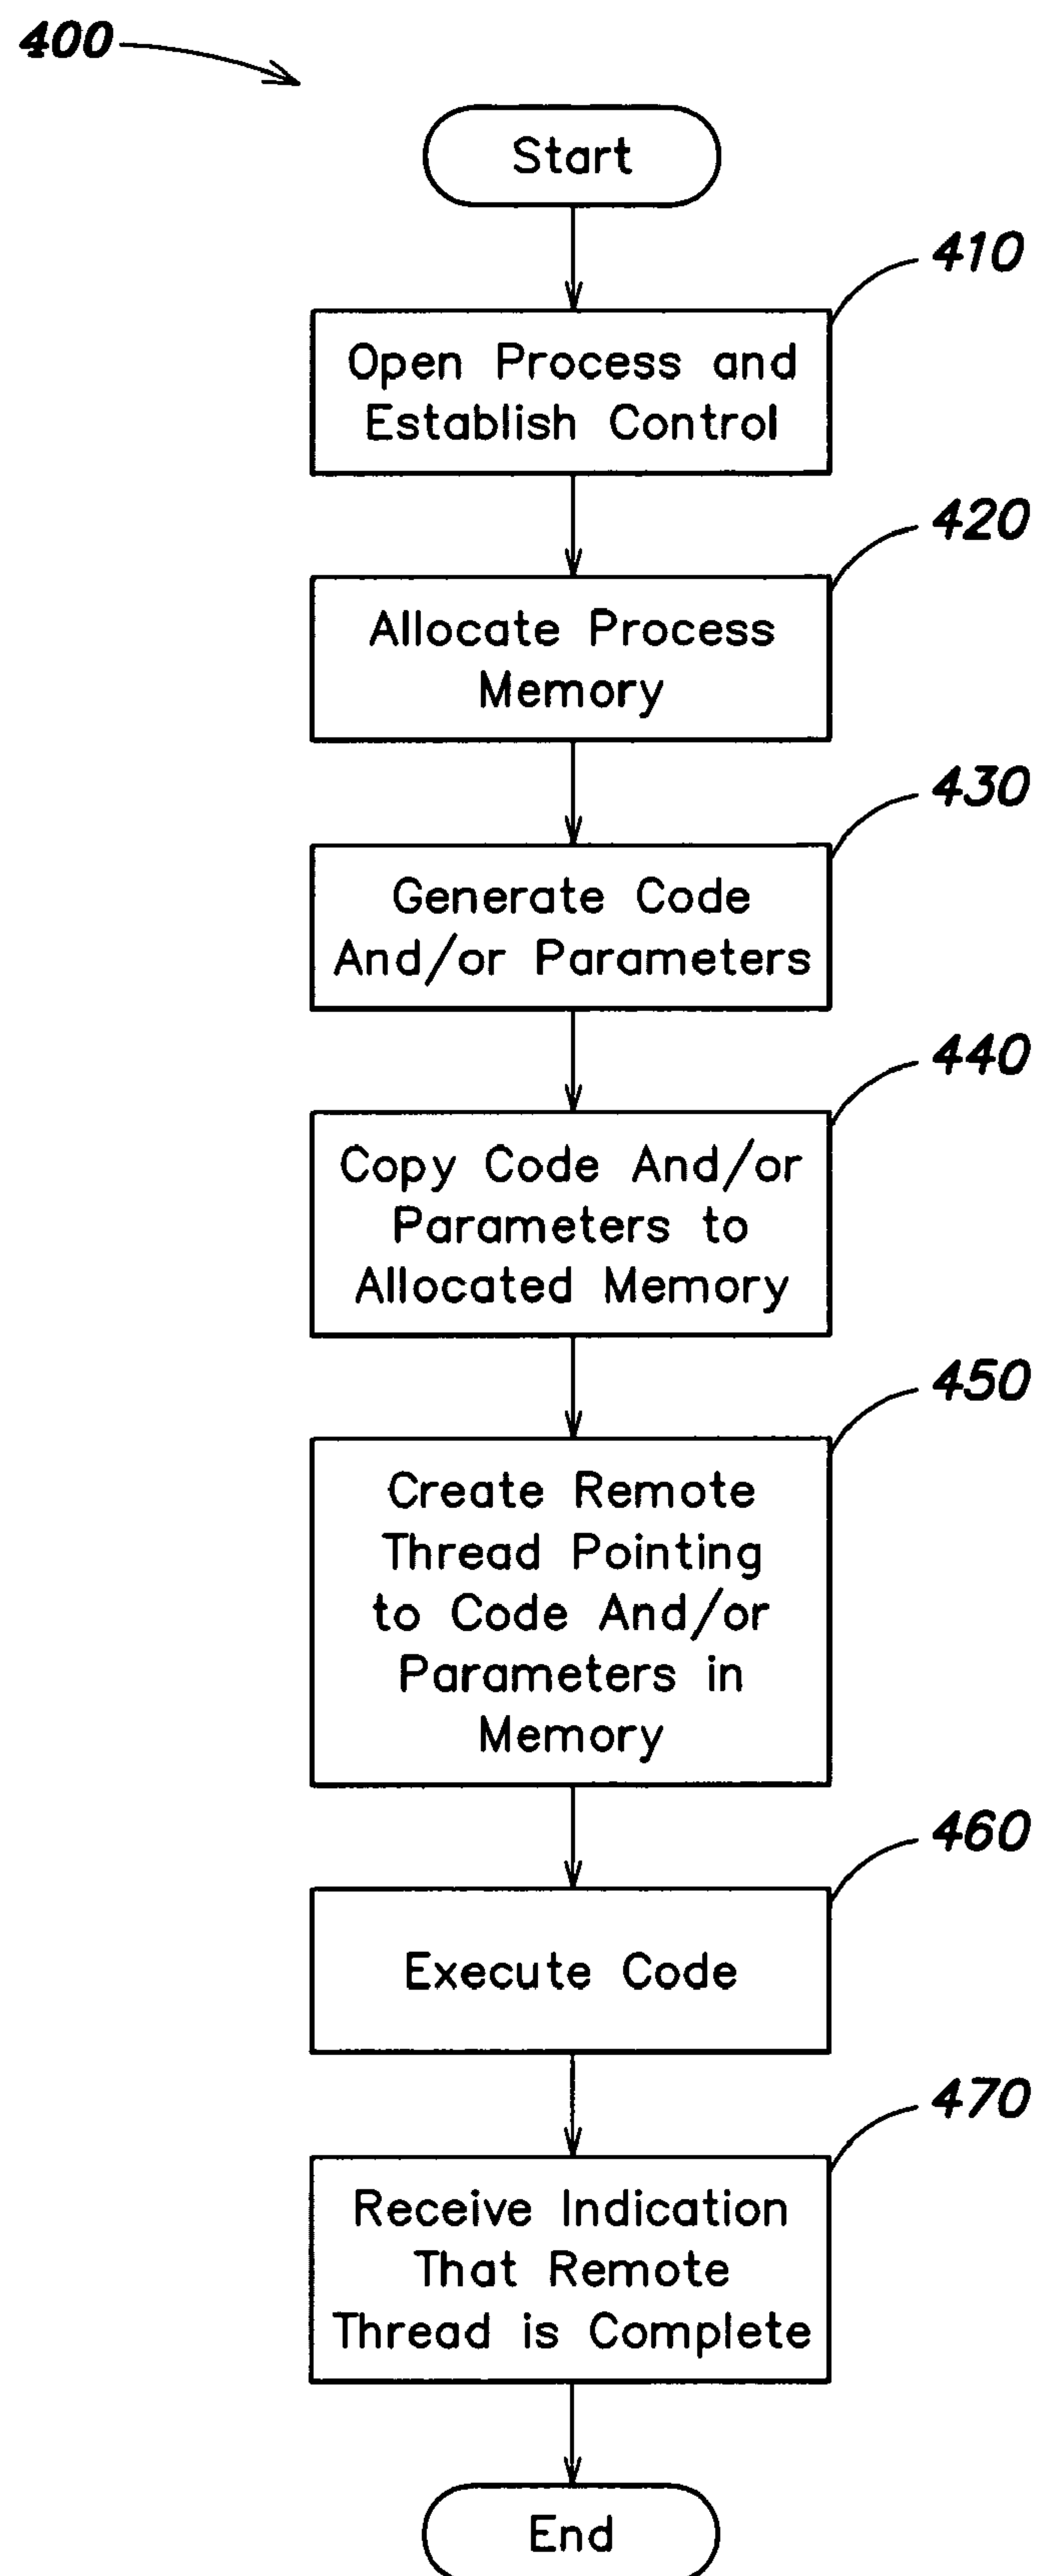 400
Start
410
Open Process and
Establish Control
420
Allocate Process
Memory
430
Generate Code
And/or Parameters
440
Copy Code And/or
Parameters to
Allocated Memory
450
Create Remote
Thread Pointing
to Code And/or
Parameters in
Memory
460
Execute Code
470
Receive Indication
That Remote
Thread is Complete
End